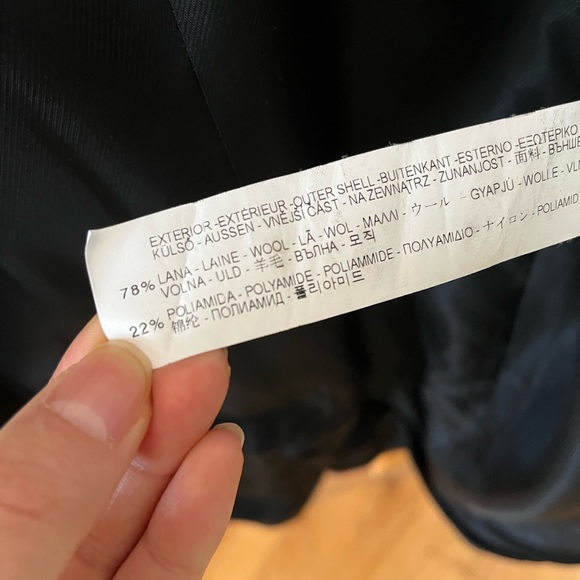 EXTERIOR - EXTÉRIEUR - OUTER SHELL - BUITENKANT - ESTERNO - ΕΞΩΤΕΡΙΚΟ
KÜLSŐ - AUSSEN - VNĚJŠÍ ČÁST - NA ZEWNĄTRZ - ZUNANJOST - 面料 - ВЪНШЕ
78% LANA - LAINE - WOOL - LÃ - WOL - ΜΑΛΛΙ - ウール - GYAPJÚ - WOLLE - VLN
VOLNA - ULD - 羊毛 - ВЪЛНА - 모직
22% POLIAMIDA - POLYAMIDE - POLIAMMIDE - ΠΟΛΥΑΜΙΔΙΟ - ナイロン - POLIAMID
锦纶 - ПОЛИАМИД - 폴리아미드